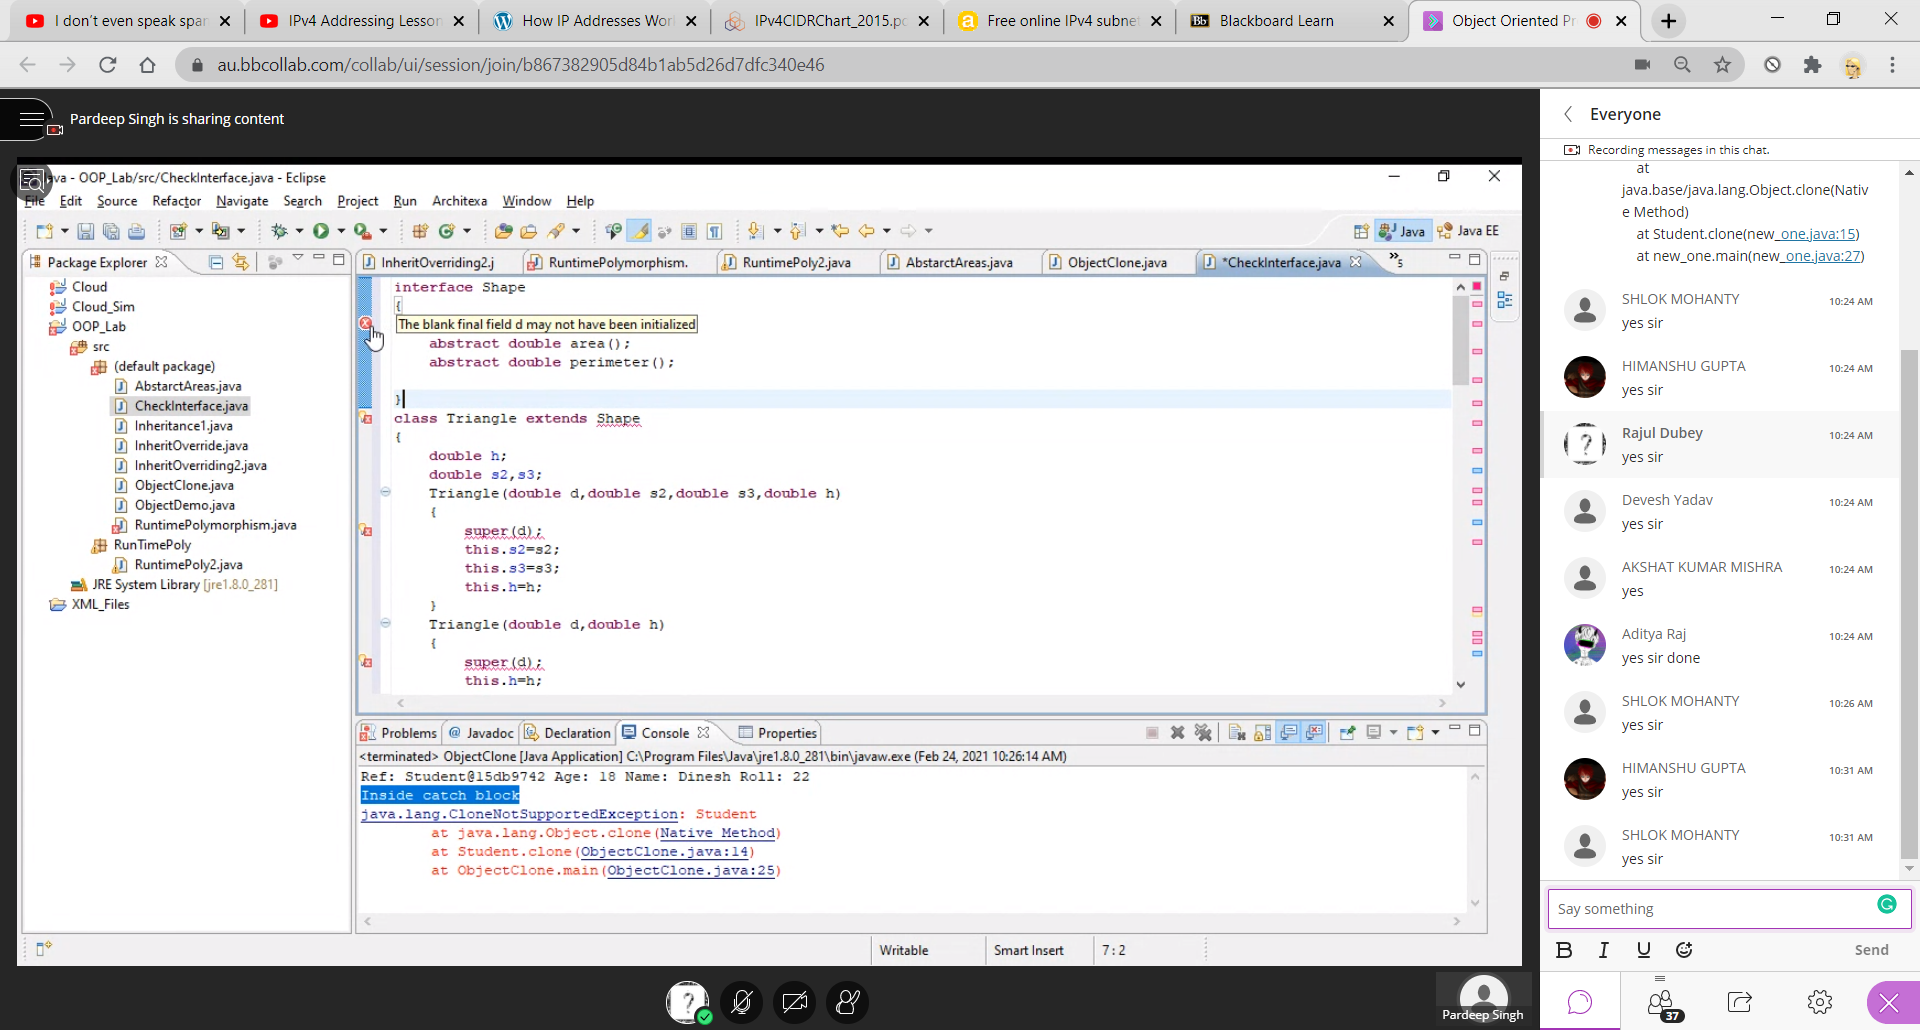 I don't even speak spar
IPv4 Addressing Lesson
How IP Addresses Wor
IPv4CIDRChart_2015.pd
Free online IPv4 subne
Blackboard Learn
Object Oriented Pr
au.bbcollab.com/collab/ui/session/join/b867382905d84b1ab5d26d7dfc340e46
Pardeep Singh is sharing content
ava - OOP_Lab/src/CheckInterface.java - Eclipse
File Edit Source Refactor Navigate Search Project Run Architexa Window Help
Java
Java EE
Package Explorer
Cloud
Cloud_Sim
OOP_Lab
src
(default package)
AbstarctAreas.java
CheckInterface.java
Inheritance1.java
InheritOverride.java
InheritOverriding2.java
ObjectClone.java
ObjectDemo.java
RuntimePolymorphism.java
RunTimePoly
RuntimePoly2.java
JRE System Library [jre1.8.0_281]
XML_Files
InheritOverriding2.j
RuntimePolymorphism.
RuntimePoly2.java
AbstarctAreas.java
ObjectClone.java
*CheckInterface.java
»5
interface Shape
{
The blank final field d may not have been initialized
abstract double area();
abstract double perimeter();
}
class Triangle extends Shape
{
double h;
double s2,s3;
Triangle(double d,double s2,double s3,double h)
{
super(d);
this.s2=s2;
this.s3=s3;
this.h=h;
}
Triangle(double d,double h)
{
super(d);
this.h=h;
Problems
@ Javadoc
Declaration
Console
Properties
<terminated> ObjectClone [Java Application] C:\Program Files\Java\jre1.8.0_281\bin\javaw.exe (Feb 24, 2021 10:26:14 AM)
Ref: Student@15db9742 Age: 18 Name: Dinesh Roll: 22
Inside catch block
java.lang.CloneNotSupportedException: Student
at java.lang.Object.clone(Native Method)
at Student.clone(ObjectClone.java:14)
at ObjectClone.main(ObjectClone.java:25)
Writable
Smart Insert
7 : 2
Pardeep Singh
Everyone
Recording messages in this chat.
at
java.base/java.lang.Object.clone(Nativ
e Method)
at Student.clone(new_one.java:15)
at new_one.main(new_one.java:27)
SHLOK MOHANTY 10:24 AM
yes sir
HIMANSHU GUPTA 10:24 AM
yes sir
Rajul Dubey 10:24 AM
yes sir
Devesh Yadav 10:24 AM
yes sir
AKSHAT KUMAR MISHRA 10:24 AM
yes
Aditya Raj 10:24 AM
yes sir done
SHLOK MOHANTY 10:26 AM
yes sir
HIMANSHU GUPTA 10:31 AM
yes sir
SHLOK MOHANTY 10:31 AM
yes sir
Say something
B I U
Send
37